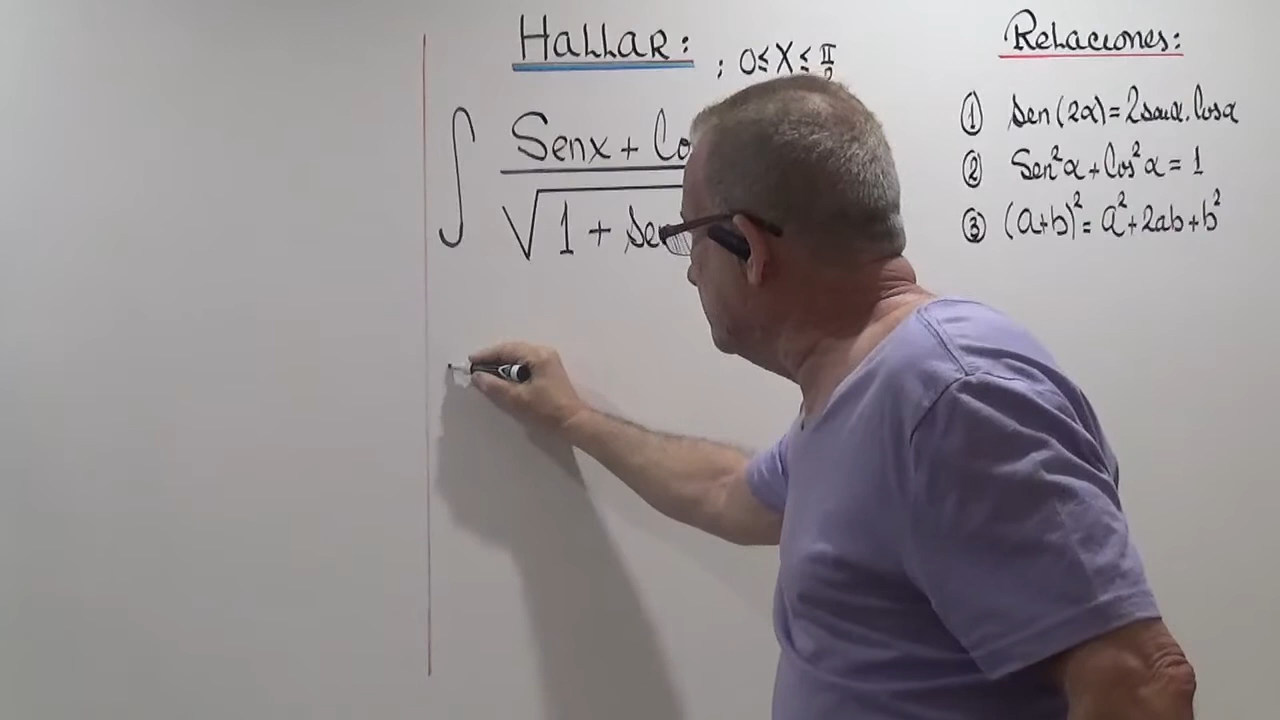 Hallar:
; 0≤X≤π/2
∫ Senx + Co
√1 + se
Relaciones:
① Sen(2α)=2senα.Cosα
② Sen²α+Cos²α=1
③ (a+b)²=a²+2ab+b²